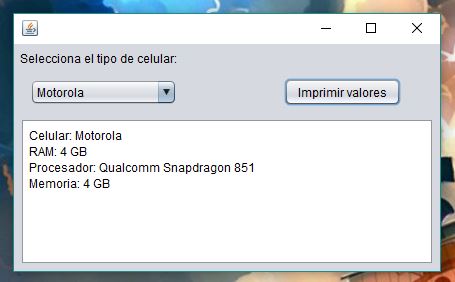 Selecciona el tipo de celular:
Motorola
Imprimir valores
Celular: Motorola
RAM: 4 GB
Procesador: Qualcomm Snapdragon 851
Memoria: 4 GB